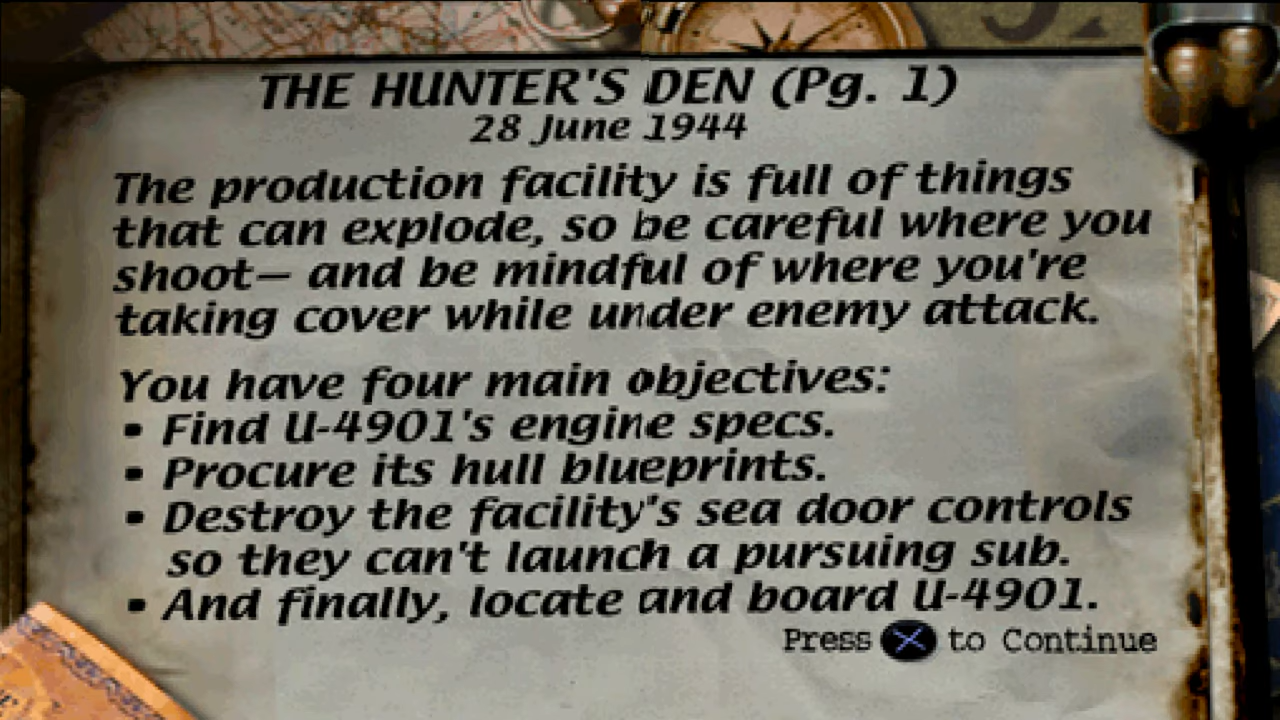 THE HUNTER'S DEN (Pg. 1)
28 June 1944
The production facility is full of things
that can explode, so be careful where you
shoot— and be mindful of where you're
taking cover while under enemy attack.
You have four main objectives:
• Find U-4901's engine specs.
• Procure its hull blueprints.
• Destroy the facility's sea door controls
so they can't launch a pursuing sub.
• And finally, locate and board U-4901.
Press X to Continue